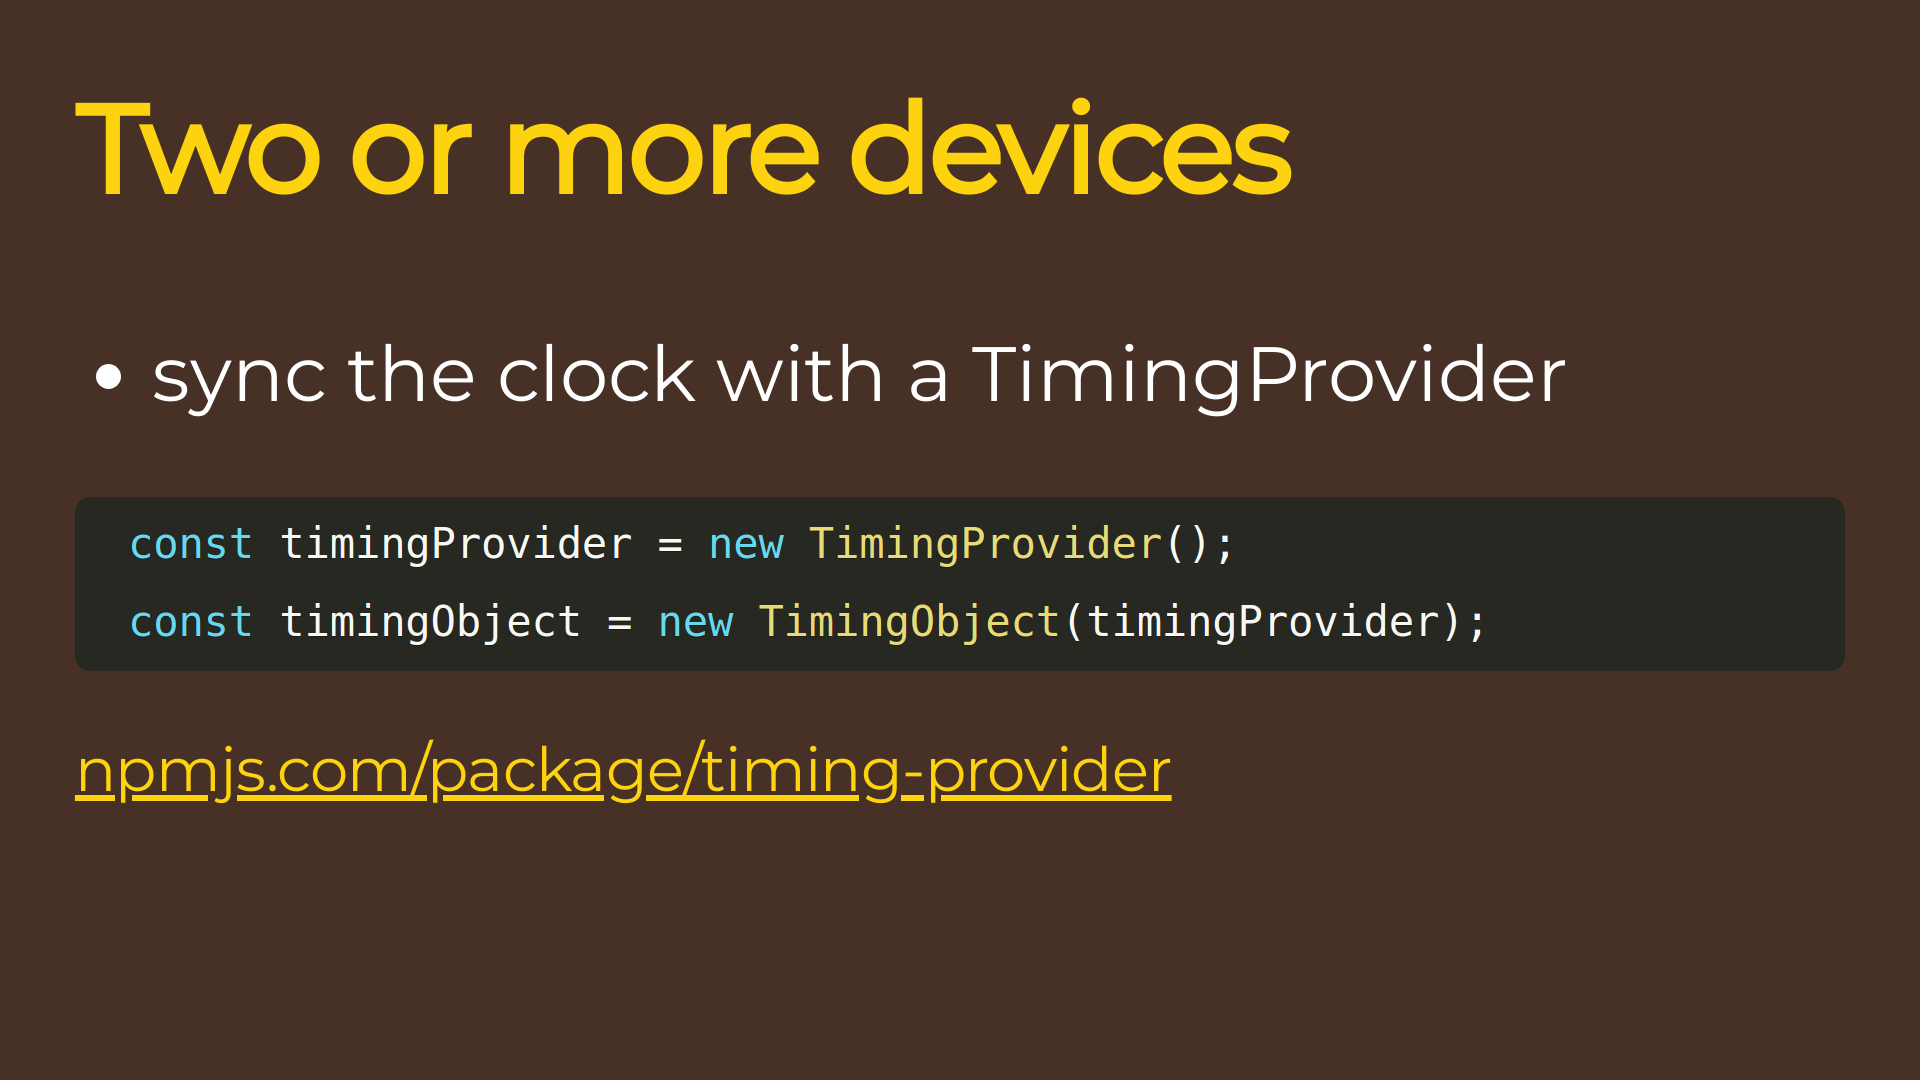 Two or more devices
• sync the clock with a TimingProvider
const timingProvider = new TimingProvider();
const timingObject = new TimingObject(timingProvider);
npmjs.com/package/timing-provider